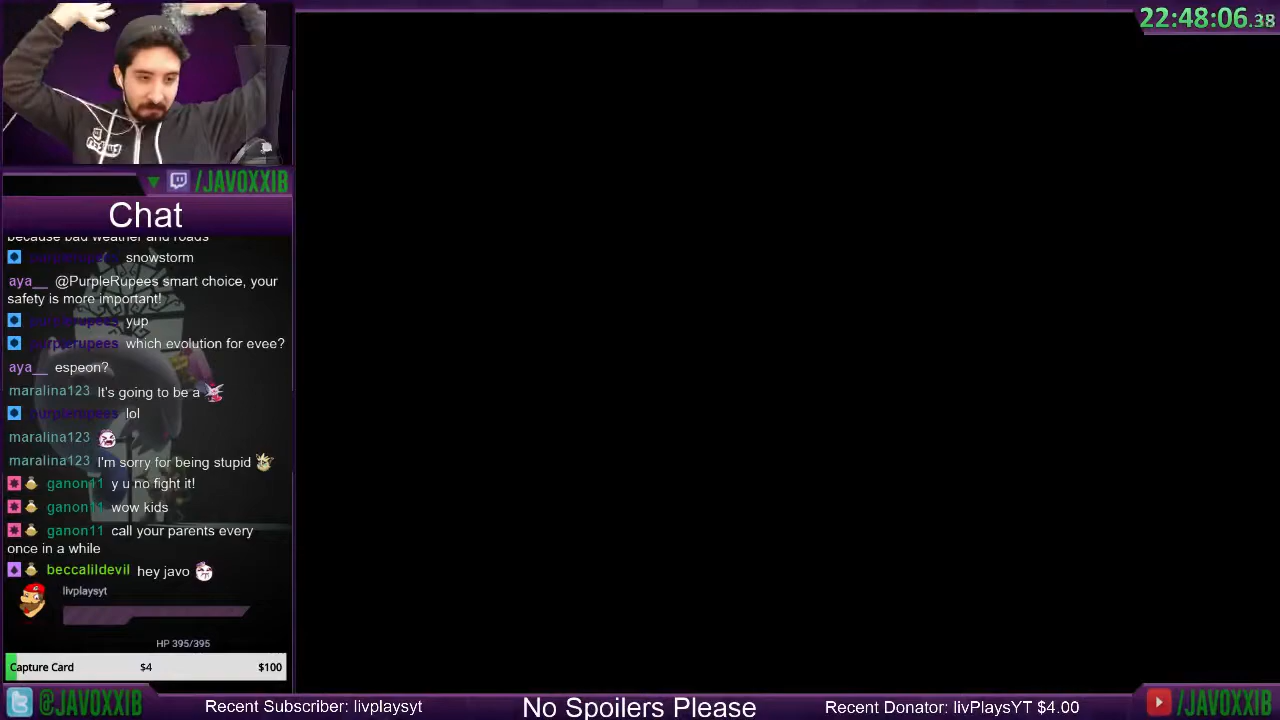 22:48:06.38
/JAVOXXIB
Chat
because bad weather and roads
purplerupees snowstorm
aya__ @PurpleRupees smart choice, your
safety is more important!
purplerupees yup
purplerupees which evolution for evee?
aya__ espeon?
maralina123 It's going to be a
purplerupees lol
maralina123
maralina123 I'm sorry for being stupid
ganon11 y u no fight it!
ganon11 wow kids
ganon11 call your parents every
once in a while
beccalildevil hey javo
livplaysyt
HP 395/395
Capture Card $4 $100
@JAVOXXIB
Recent Subscriber: livplaysyt
No Spoilers Please
Recent Donator: livPlaysYT $4.00
/JAVOXXIB